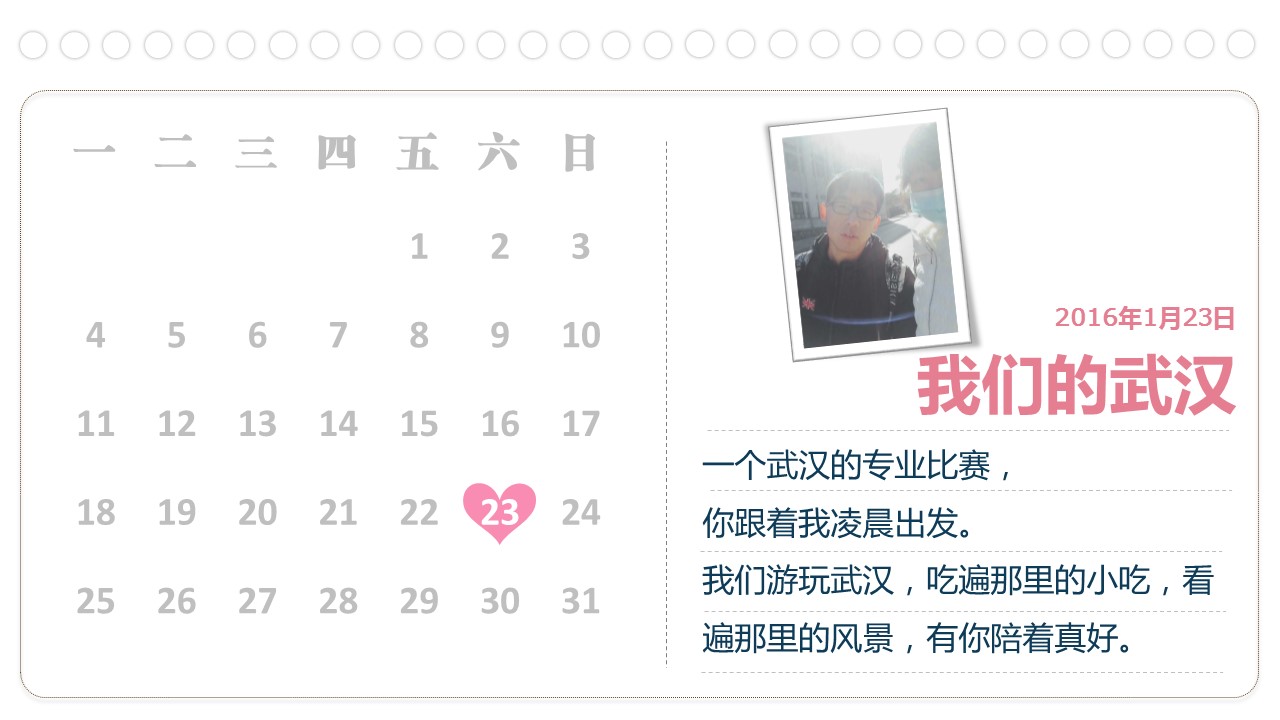 一 二 三 四 五 六 日
1 2 3
4 5 6 7 8 9 10
11 12 13 14 15 16 17
18 19 20 21 22 23 24
25 26 27 28 29 30 31
2016年1月23日
我们的武汉
一个武汉的专业比赛，
你跟着我凌晨出发。
我们游玩武汉，吃遍那里的小吃，看
遍那里的风景，有你陪着真好。